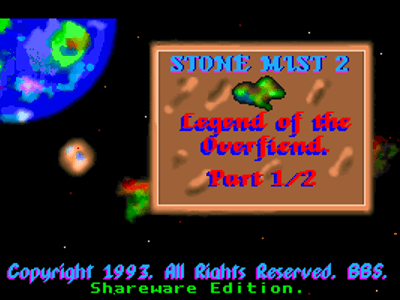 STONE MIST 2
Legend of the
Overfiend.
Part 1/2
Copyright 1993. All Rights Reserved. BBS.
Shareware Edition.